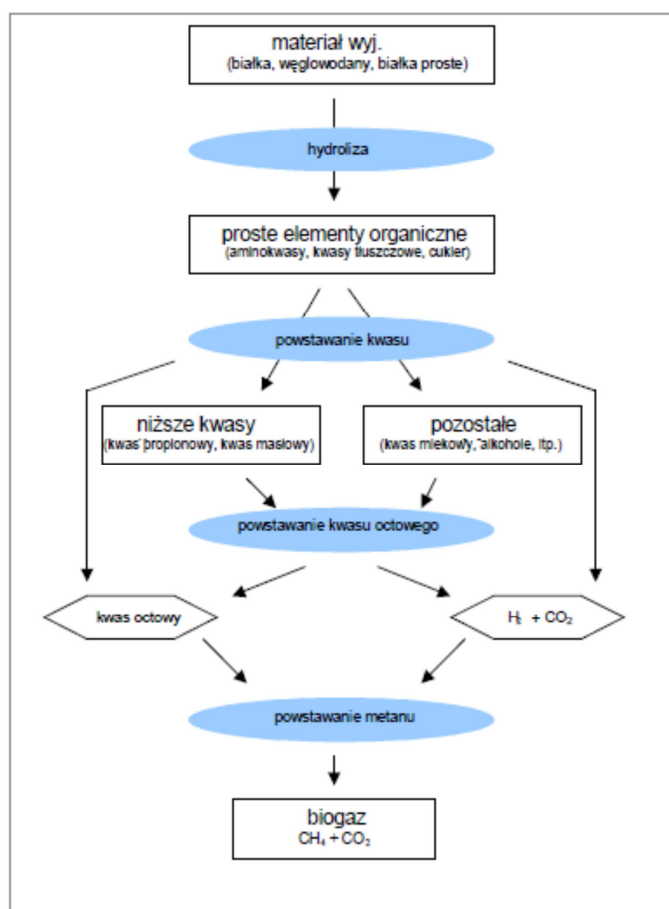 materiał wyj.
(białka, węglowodany, białka proste)
hydroliza
proste elementy organiczne
(aminokwasy, kwasy tłuszczowe, cukier)
powstawanie kwasu
niższe kwasy
(kwas propionowy, kwas masłowy)
pozostałe
(kwas mlekowy, alkohole, itp.)
powstawanie kwasu octowego
kwas octowy
H₂ + CO₂
powstawanie metanu
biogaz
CH₄ + CO₂